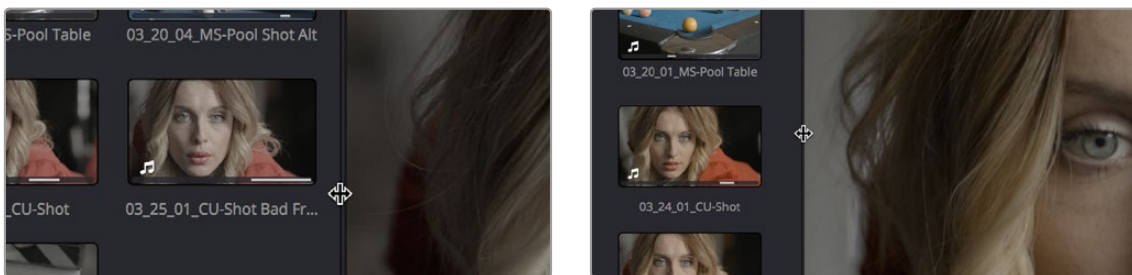 S-Pool Table
03_20_04_MS-Pool Shot Alt
_CU-Shot
03_25_01_CU-Shot Bad Fr...
03_20_01_MS-Pool Table
03_24_01_CU-Shot